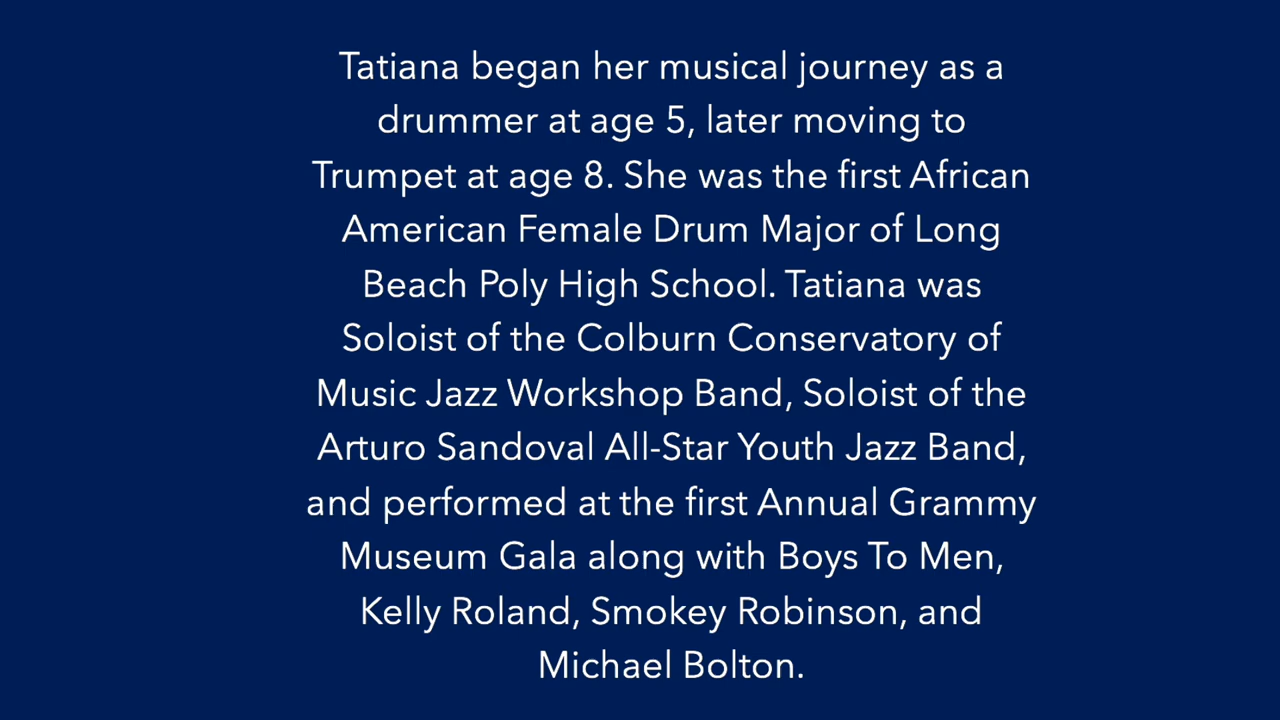 Tatiana began her musical journey as a
drummer at age 5, later moving to
Trumpet at age 8. She was the first African
American Female Drum Major of Long
Beach Poly High School. Tatiana was
Soloist of the Colburn Conservatory of
Music Jazz Workshop Band, Soloist of the
Arturo Sandoval All-Star Youth Jazz Band,
and performed at the first Annual Grammy
Museum Gala along with Boys To Men,
Kelly Roland, Smokey Robinson, and
Michael Bolton.